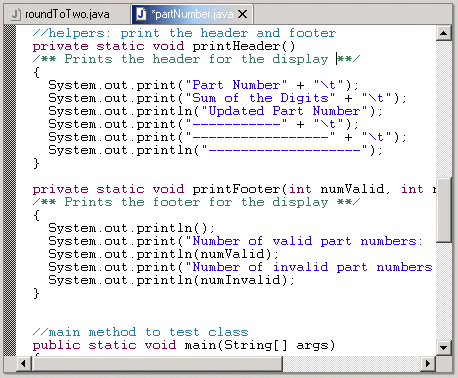 roundToTwo.java *partNumber.java
//helpers: print the header and footer
private static void printHeader()
/** Prints the header for the display **/
{
System.out.print("Part Number" + "\t");
System.out.print("Sum of the Digits" + "\t");
System.out.println("Updated Part Number");
System.out.print("-----------" + "\t");
System.out.print("-----------------" + "\t");
System.out.println("-------------------");
}
private static void printFooter(int numValid, int
/** Prints the footer for the display **/
{
System.out.println();
System.out.print("Number of valid part numbers:
System.out.println(numValid);
System.out.print("Number of invalid part numbers
System.out.println(numInvalid);
}
//main method to test class
public static void main(String[] args)